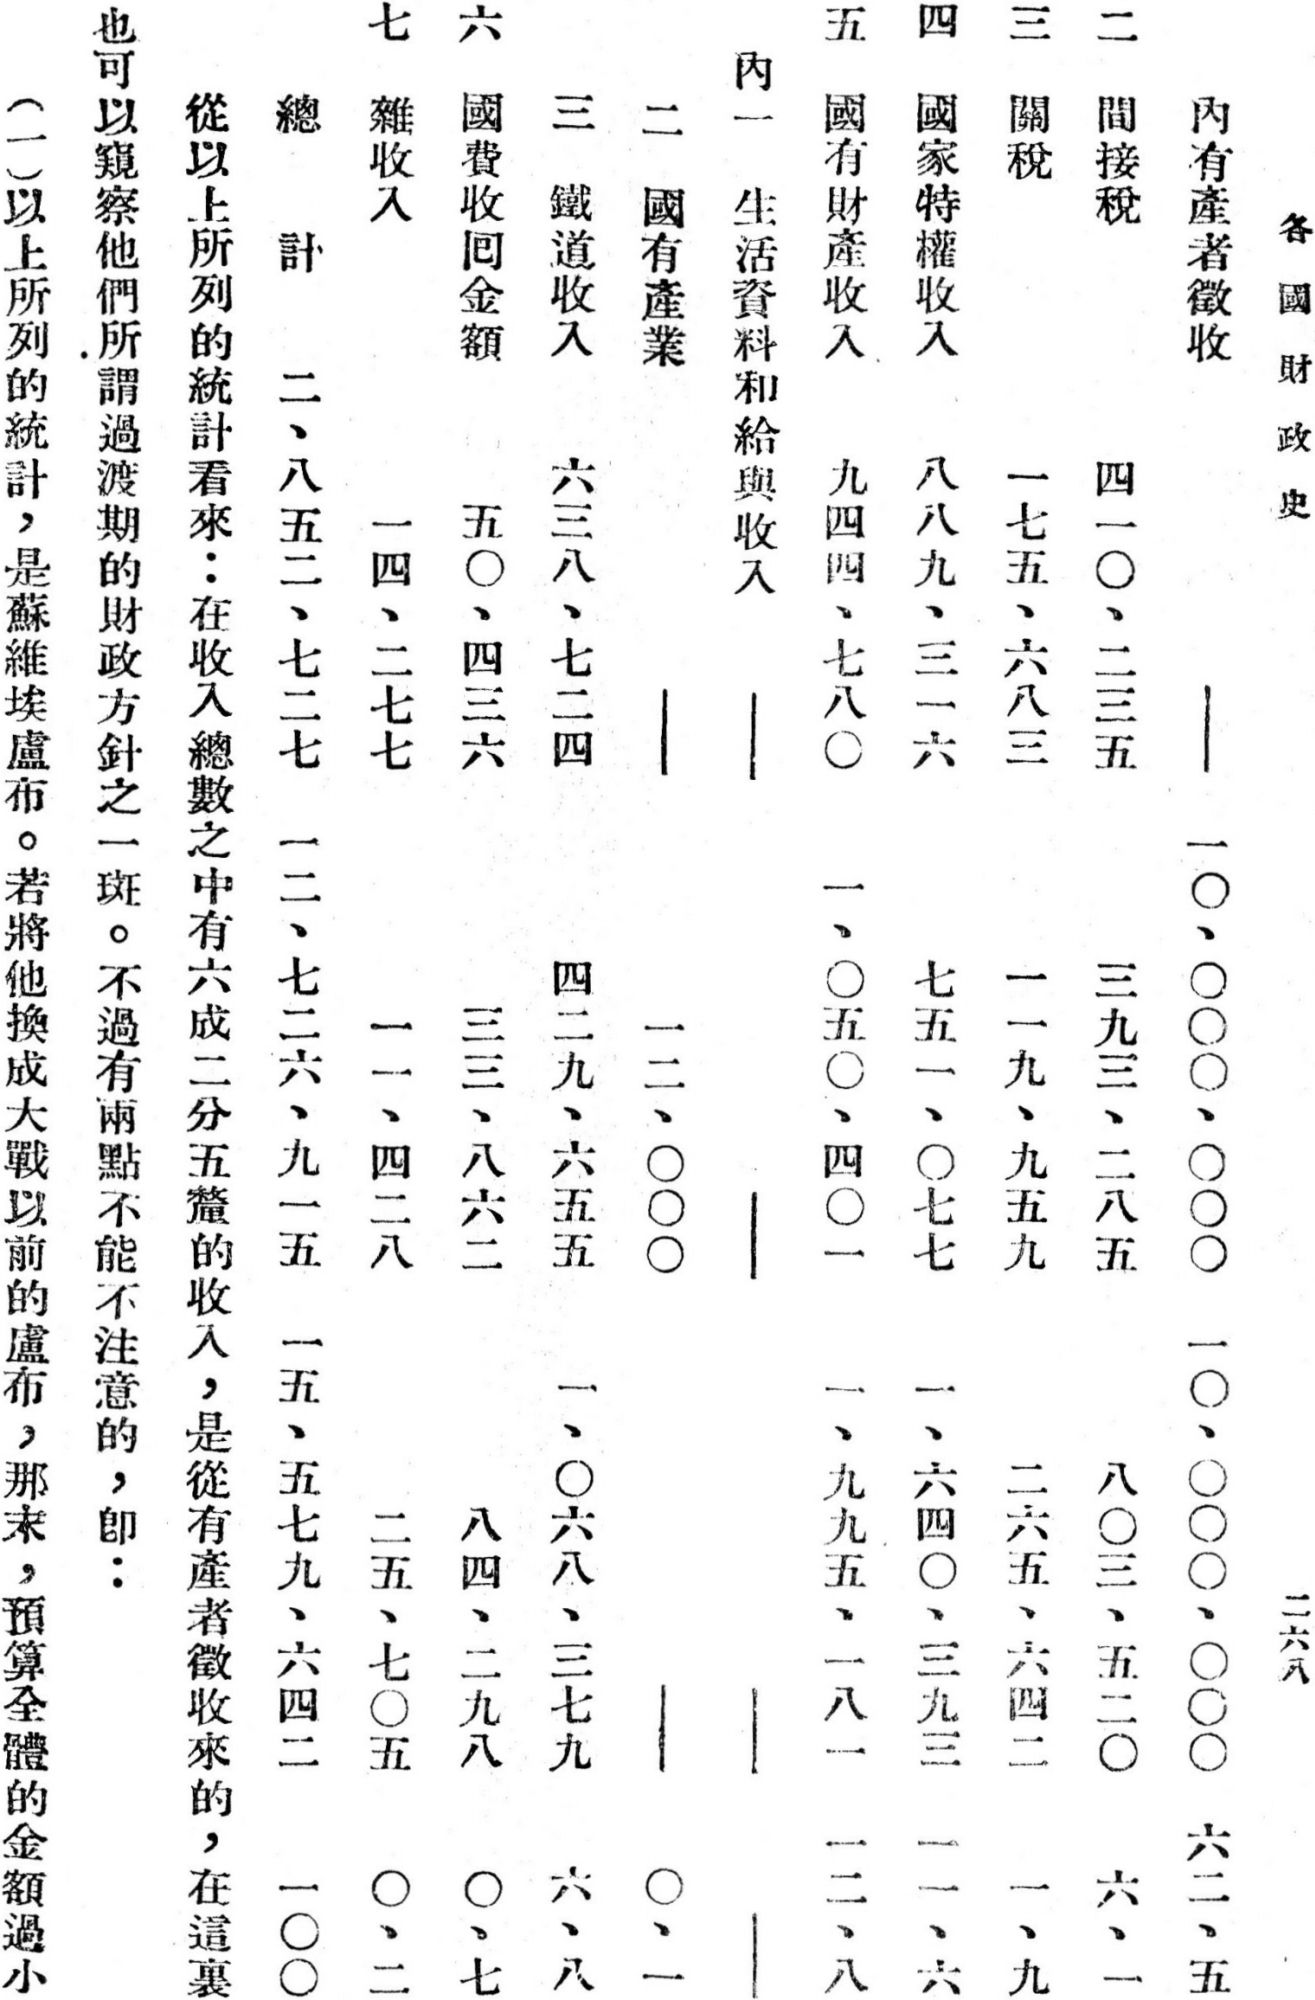 各國財政史
二六八
內有產者徵收 ｜ 一〇、〇〇〇、〇〇〇 一〇、〇〇〇、〇〇〇 六二、五
二 間接稅 四一〇、二三五 三九三、二八五 八〇三、五二〇 六、一
三 關稅 一七五、六八三 一一九、九五九 二六五、六四二 一、九
四 國家特權收入 八八九、三一六 七五一、〇七七 一、六四〇、三九三 一一、六
五 國有財產收入 九四四、七八〇 一、〇五〇、四〇一 一、九九五、一八一 一二、八
內一 生活資料和給與收入 ｜ ｜ ｜ ｜
二 國有產業 ｜ 一二、〇〇〇 ｜ 〇、一
三 鐵道收入 六三八、七二四 四二九、六五五 一、〇六八、三七九 六、八
六 國費收回金額 五〇、四三六 三三、八六二 八四、二九八 〇、七
七 雜收入 一四、二七七 一一、四二八 二五、七〇五 〇、二
總計 二、八五二、七二七 一二、七二六、九一五 一五、五七九、六四二 一〇〇
從以上所列的統計看來：在收入總數之中有六成二分五釐的收入，是從有產者徵收來的，在這裏
也可以窺察他們所謂過渡期的財政方針之一斑。不過有兩點不能不注意的，卽：
（一）以上所列的統計，是蘇維埃盧布。若將他換成大戰以前的盧布，那末，預算全體的金額過小